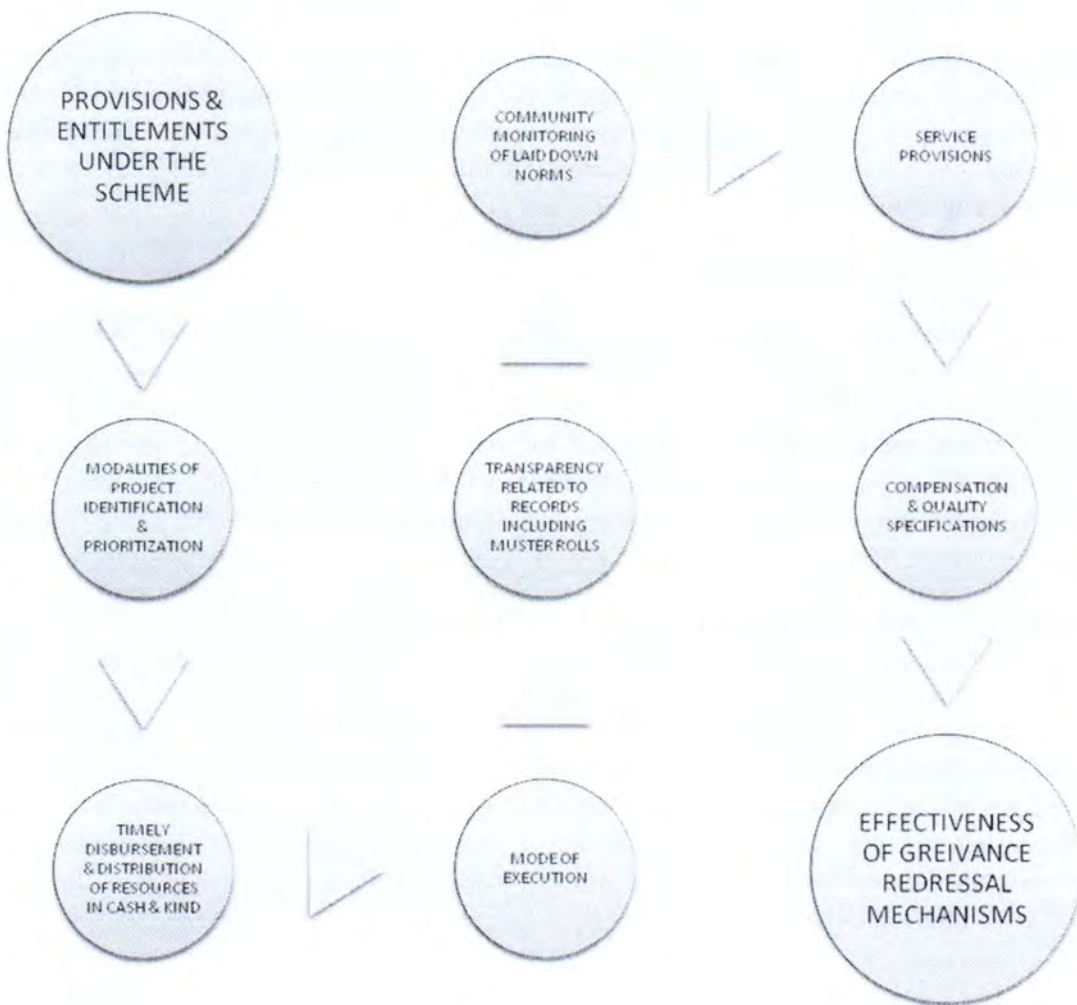 PROVISIONS &
ENTITLEMENTS
UNDER THE
SCHEME
MODALITIES OF
PROJECT
IDENTIFICATION
&
PRIORITIZATION
TIMELY
DISBURSEMENT
& DISTRIBUTION
OF RESOURCES
IN CASH & KIND
MODE OF
EXECUTION
TRANSPARENCY
RELATED TO
RECORDS
INCLUDING
MUSTER ROLLS
COMMUNITY
MONITORING
OF LAID DOWN
NORMS
SERVICE
PROVISIONS
COMPENSATION
& QUALITY
SPECIFICATIONS
EFFECTIVENESS
OF GREIVANCE
REDRESSAL
MECHANISMS